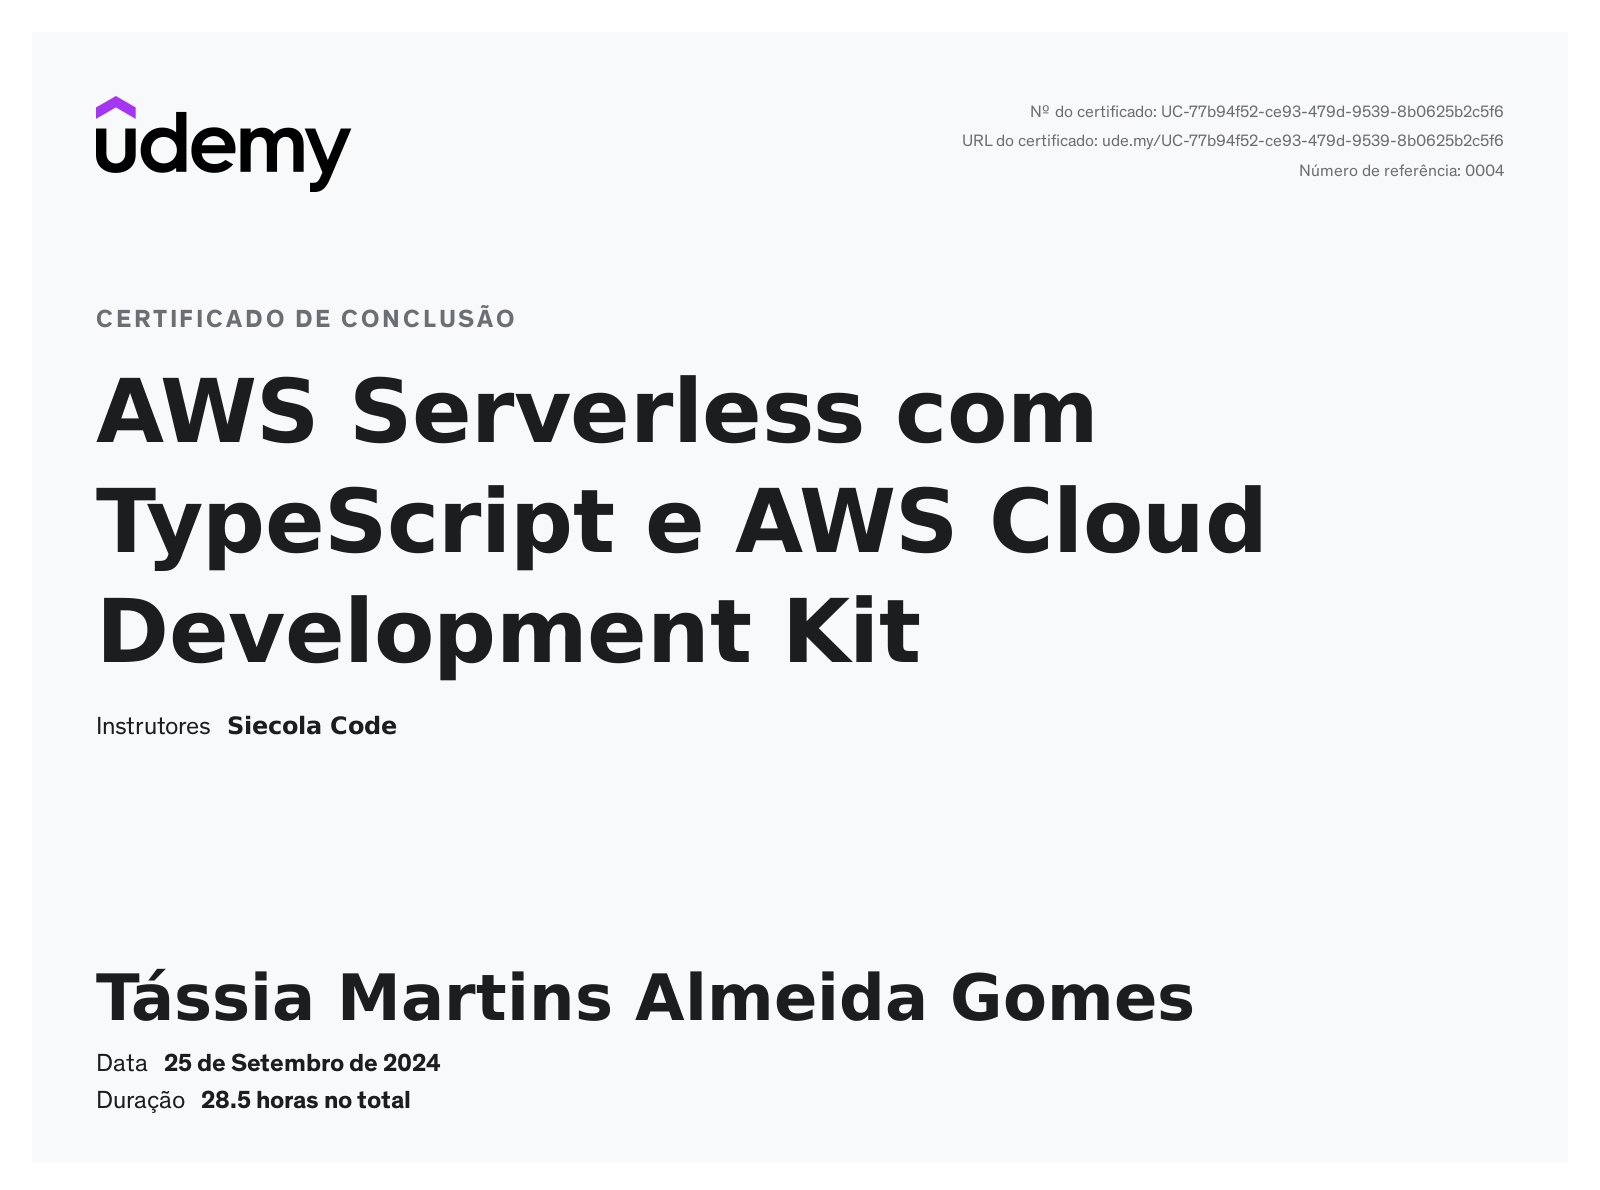 udemy
Nº do certificado: UC-77b94f52-ce93-479d-9539-8b0625b2c5f6
URL do certificado: ude.my/UC-77b94f52-ce93-479d-9539-8b0625b2c5f6
Número de referência: 0004
CERTIFICADO DE CONCLUSÃO
AWS Serverless com
TypeScript e AWS Cloud
Development Kit
Instrutores Siecola Code
Tássia Martins Almeida Gomes
Data 25 de Setembro de 2024
Duração 28.5 horas no total